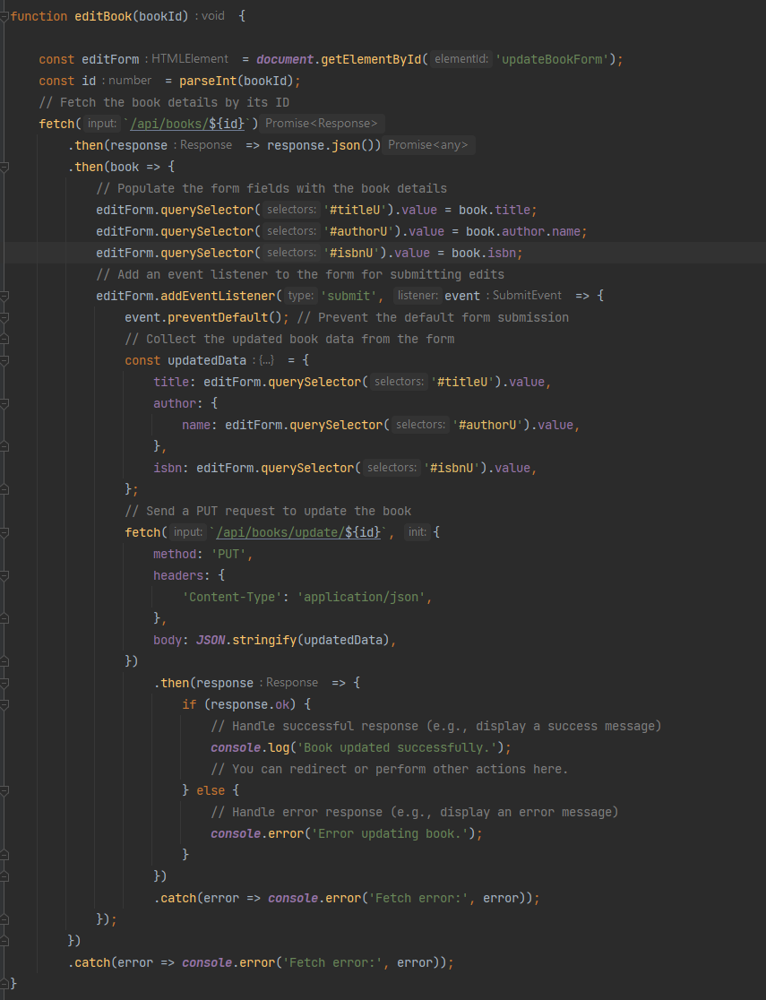 function editBook(bookId) : void {
const editForm : HTMLElement = document.getElementById( elementId: 'updateBookForm');
const id : number = parseInt(bookId);
// Fetch the book details by its ID
fetch( input: `/api/books/${id}`) Promise<Response>
.then(response : Response => response.json()) Promise<any>
.then(book => {
// Populate the form fields with the book details
editForm.querySelector( selectors: '#titleU').value = book.title;
editForm.querySelector( selectors: '#authorU').value = book.author.name;
editForm.querySelector( selectors: '#isbnU').value = book.isbn;
// Add an event listener to the form for submitting edits
editForm.addEventListener( type: 'submit', listener: event : SubmitEvent => {
event.preventDefault(); // Prevent the default form submission
// Collect the updated book data from the form
const updatedData : {...} = {
title: editForm.querySelector( selectors: '#titleU').value,
author: {
name: editForm.querySelector( selectors: '#authorU').value,
},
isbn: editForm.querySelector( selectors: '#isbnU').value,
};
// Send a PUT request to update the book
fetch( input: `/api/books/update/${id}`, init: {
method: 'PUT',
headers: {
'Content-Type': 'application/json',
},
body: JSON.stringify(updatedData),
})
.then(response : Response => {
if (response.ok) {
// Handle successful response (e.g., display a success message)
console.log('Book updated successfully.');
// You can redirect or perform other actions here.
} else {
// Handle error response (e.g., display an error message)
console.error('Error updating book.');
}
})
.catch(error => console.error('Fetch error:', error));
});
})
.catch(error => console.error('Fetch error:', error));
}